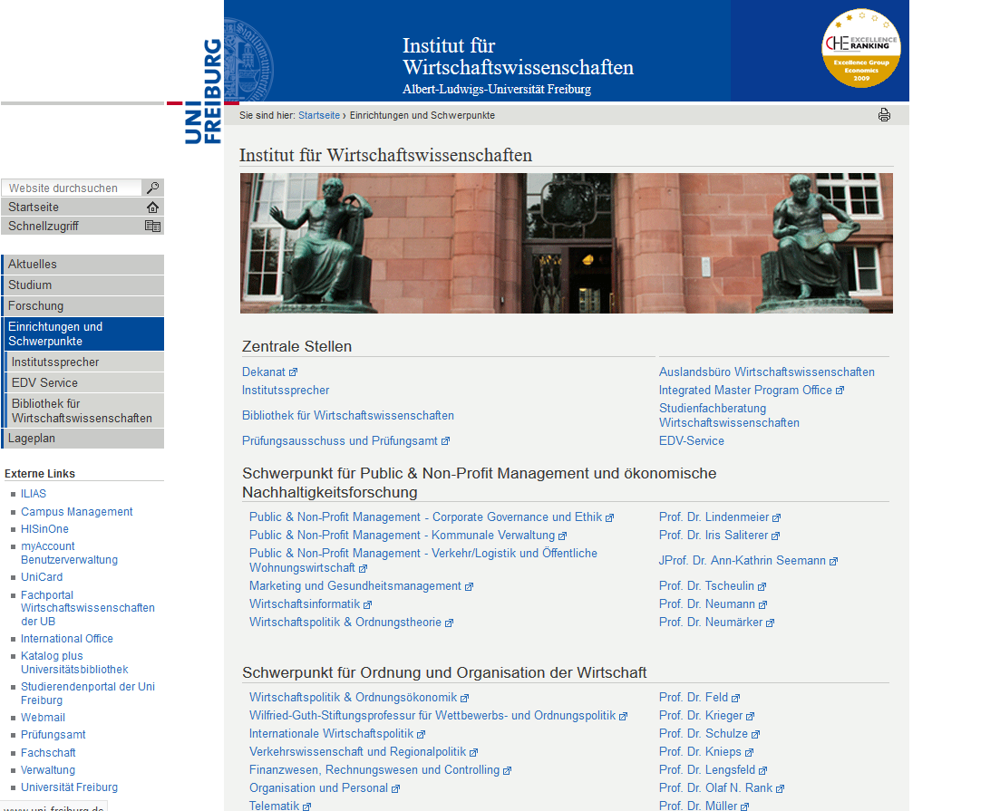 Institut für
Wirtschaftswissenschaften
Albert-Ludwigs-Universität Freiburg
CHE EXCELLENCE
RANKING
Excellence Group
Economics
2009
UNI
FREIBURG
Sie sind hier: Startseite › Einrichtungen und Schwerpunkte
Website durchsuchen
Startseite
Schnellzugriff
Aktuelles
Studium
Forschung
Einrichtungen und
Schwerpunkte
Institutssprecher
EDV Service
Bibliothek für
Wirtschaftswissenschaften
Lageplan
Externe Links
ILIAS
Campus Management
HISinOne
myAccount
Benutzerverwaltung
UniCard
Fachportal
Wirtschaftswissenschaften
der UB
International Office
Katalog plus
Universitätsbibliothek
Studierendenportal der Uni
Freiburg
Webmail
Prüfungsamt
Fachschaft
Verwaltung
Universität Freiburg
www.uni-freiburg.de
Institut für Wirtschaftswissenschaften
Zentrale Stellen
Dekanat
Auslandsbüro Wirtschaftswissenschaften
Institutssprecher
Integrated Master Program Office
Bibliothek für Wirtschaftswissenschaften
Studienfachberatung
Wirtschaftswissenschaften
Prüfungsausschuss und Prüfungsamt
EDV-Service
Schwerpunkt für Public & Non-Profit Management und ökonomische
Nachhaltigkeitsforschung
Public & Non-Profit Management - Corporate Governance und Ethik
Prof. Dr. Lindenmeier
Public & Non-Profit Management - Kommunale Verwaltung
Prof. Dr. Iris Saliterer
Public & Non-Profit Management - Verkehr/Logistik und Öffentliche
Wohnungswirtschaft
JProf. Dr. Ann-Kathrin Seemann
Marketing und Gesundheitsmanagement
Prof. Dr. Tscheulin
Wirtschaftsinformatik
Prof. Dr. Neumann
Wirtschaftspolitik & Ordnungstheorie
Prof. Dr. Neumärker
Schwerpunkt für Ordnung und Organisation der Wirtschaft
Wirtschaftspolitik & Ordnungsökonomik
Prof. Dr. Feld
Wilfried-Guth-Stiftungsprofessur für Wettbewerbs- und Ordnungspolitik
Prof. Dr. Krieger
Internationale Wirtschaftspolitik
Prof. Dr. Schulze
Verkehrswissenschaft und Regionalpolitik
Prof. Dr. Knieps
Finanzwesen, Rechnungswesen und Controlling
Prof. Dr. Lengsfeld
Organisation und Personal
Prof. Dr. Olaf N. Rank
Telematik
Prof. Dr. Müller